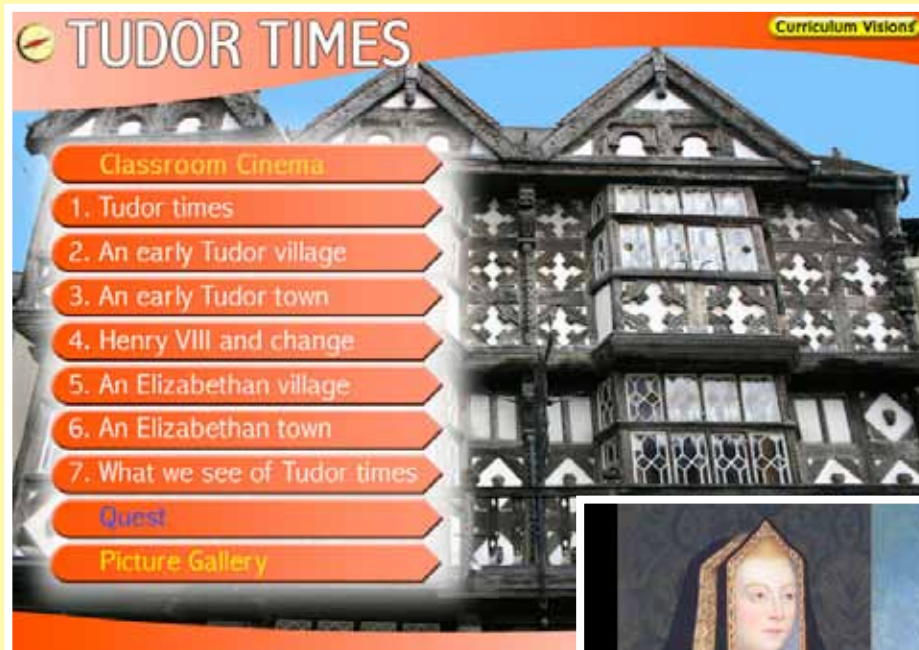 TUDOR TIMES
Curriculum Visions
Classroom Cinema
1. Tudor times
2. An early Tudor village
3. An early Tudor town
4. Henry VIII and change
5. An Elizabethan village
6. An Elizabethan town
7. What we see of Tudor times
Quest
Picture Gallery